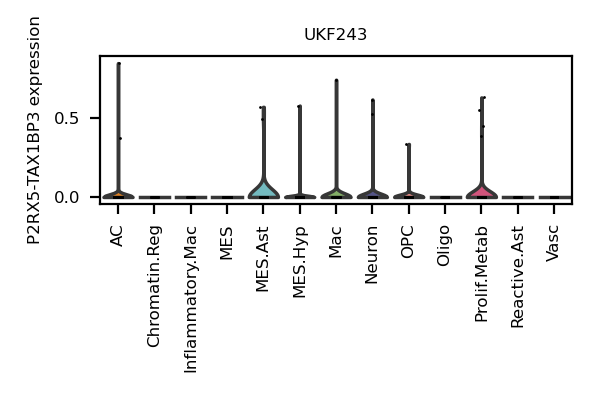 UKF243
P2RX5-TAX1BP3 expression
0.5
0.0
AC
Chromatin.Reg
Inflammatory.Mac
MES
MES.Ast
MES.Hyp
Mac
Neuron
OPC
Oligo
Prolif.Metab
Reactive.Ast
Vasc